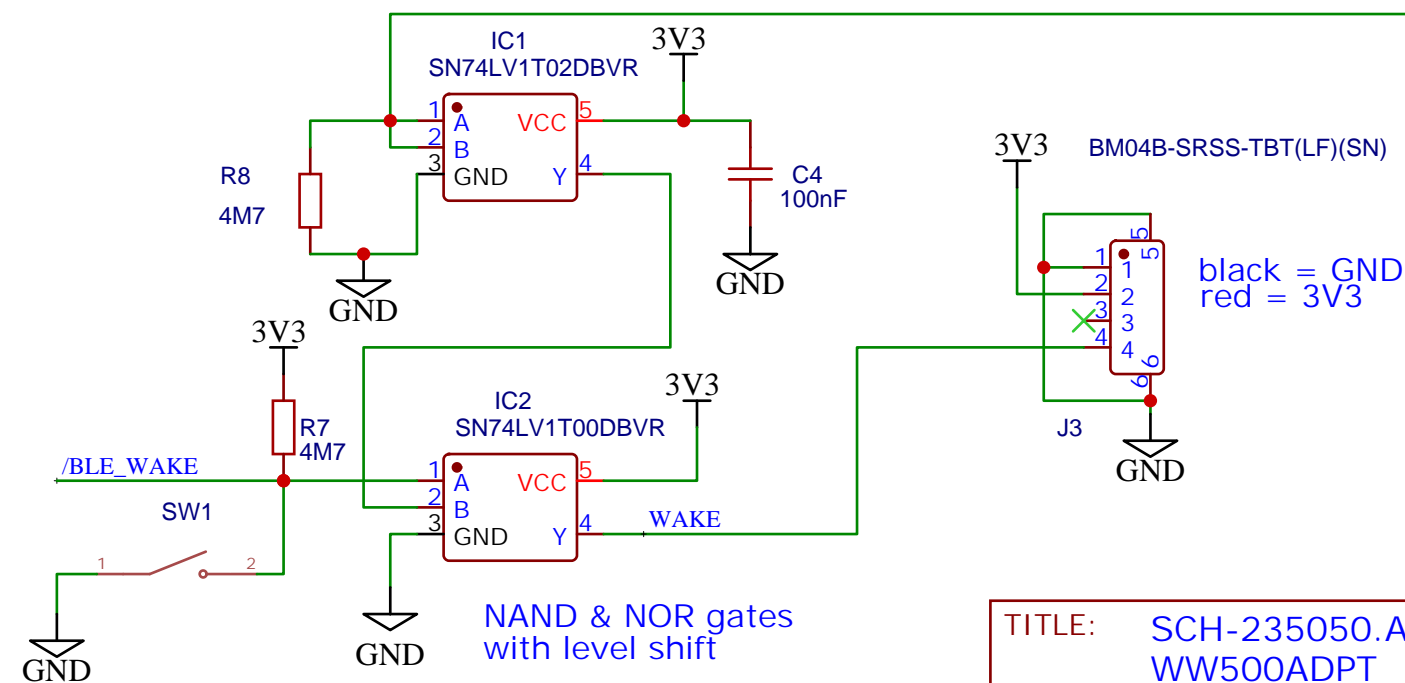 IC1
SN74LV1T02DBVR
3V3
1
A
VCC
5
2
B
3
GND
Y
4
R8
4M7
C4
100nF
GND
GND
3V3
BM04B-SRSS-TBT(LF)(SN)
5
5
1
1
2
2
3
3
4
4
6
6
black = GND
red = 3V3
J3
GND
3V3
R7
4M7
IC2
SN74LV1T00DBVR
3V3
/BLE_WAKE
1
A
VCC
5
2
B
3
GND
Y
4
WAKE
SW1
1
2
GND
GND
NAND & NOR gates
with level shift
TITLE:
SCH-235050.A
WW500ADPT